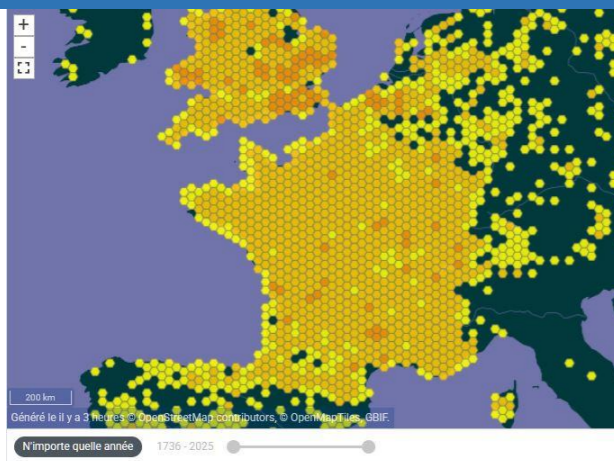 +
-
200 km
Généré le il y a 3 heures © OpenStreetMap contributors, © OpenMapTiles, GBIF.
N'importe quelle année 1736 - 2025